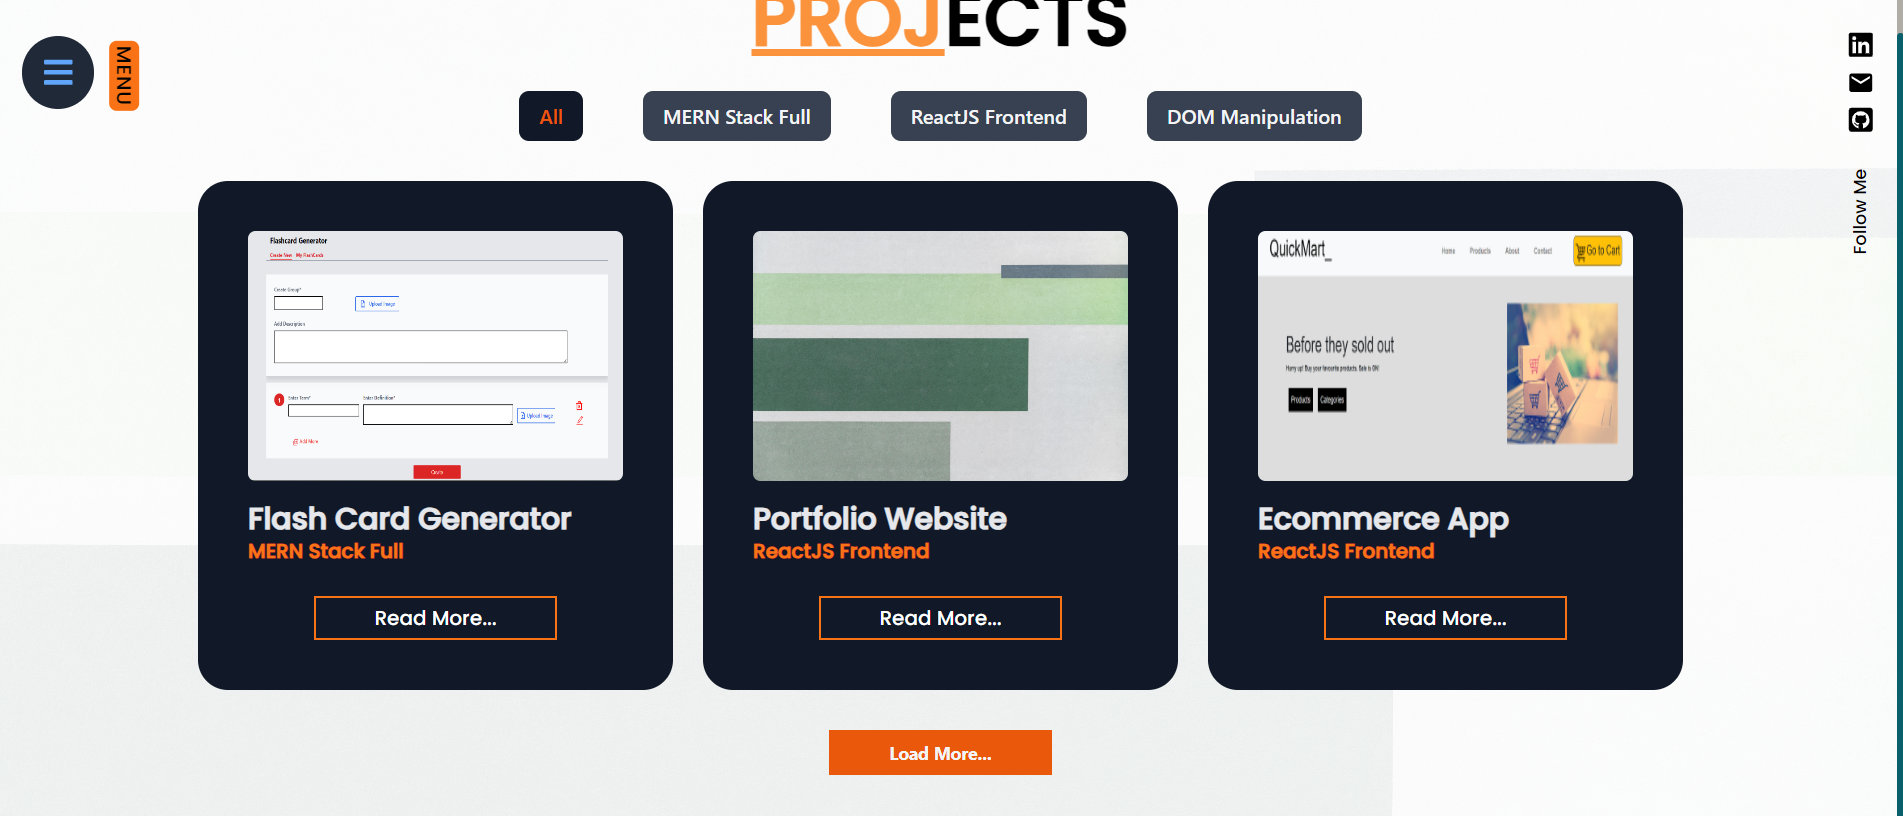 PROJECTS
MENU
All
MERN Stack Full
ReactJS Frontend
DOM Manipulation
Follow Me
Flashcard Generator
Create New My FlashCards
Create Group*
Upload Image
Add Description
1
Enter Term*
Enter Definition*
Upload Image
Add More
QuickMart_
Home
Products
About
Contact
Go to Cart
Before they sold out
Hurry up! Buy your favourite products. Sale is ON!
Products
Categories
Flash Card Generator
MERN Stack Full
Read More...
Portfolio Website
ReactJS Frontend
Read More...
Ecommerce App
ReactJS Frontend
Read More...
Load More...